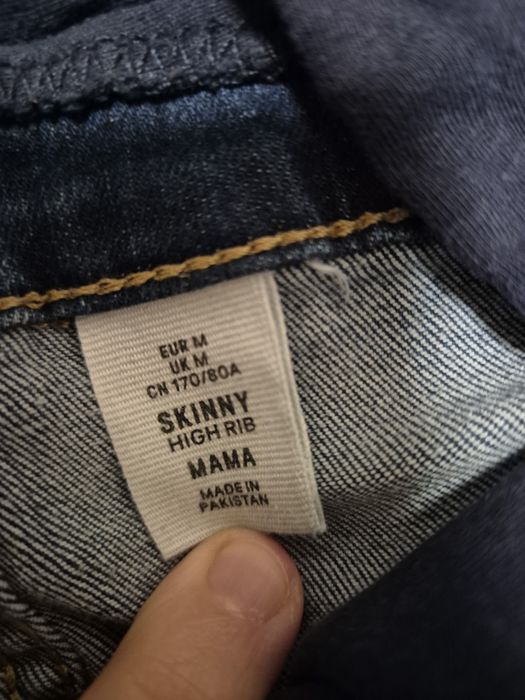 EUR M
UK M
CN 170/80A
SKINNY
HIGH RIB
MAMA
MADE IN
PAKISTAN